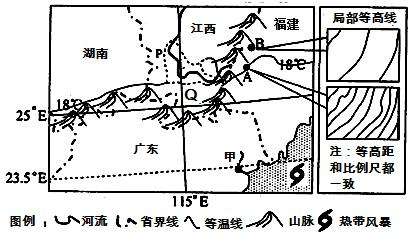 江西
福建
湖南
P
B
A
18℃
Q
18℃
25°E
广东
甲
23.5°E
115°E
局部等高线
注：等高距
和比例尺都
一致
图例：
河流
省界线
等温线
山脉
热带风暴